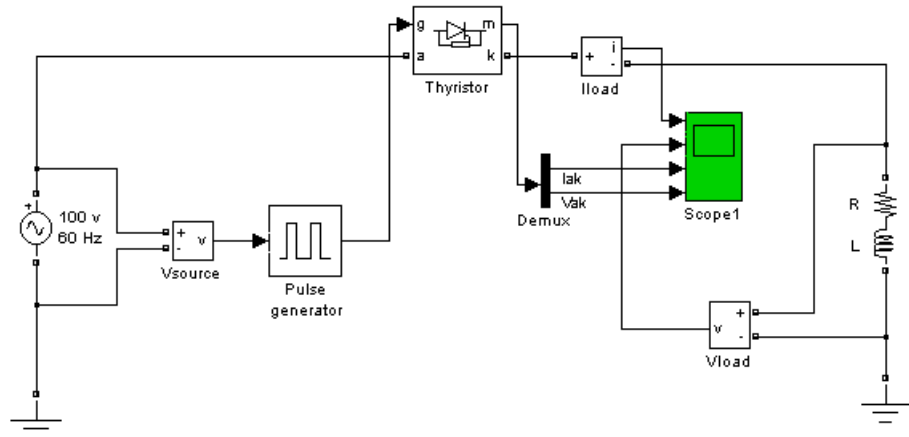 g
m
a
k
Thyristor
+
i
-
Iload
Iak
Vak
Demux
Scope1
+
100 v
60 Hz
+
-
v
Vsource
Pulse
generator
R
L
+
v
-
Vload